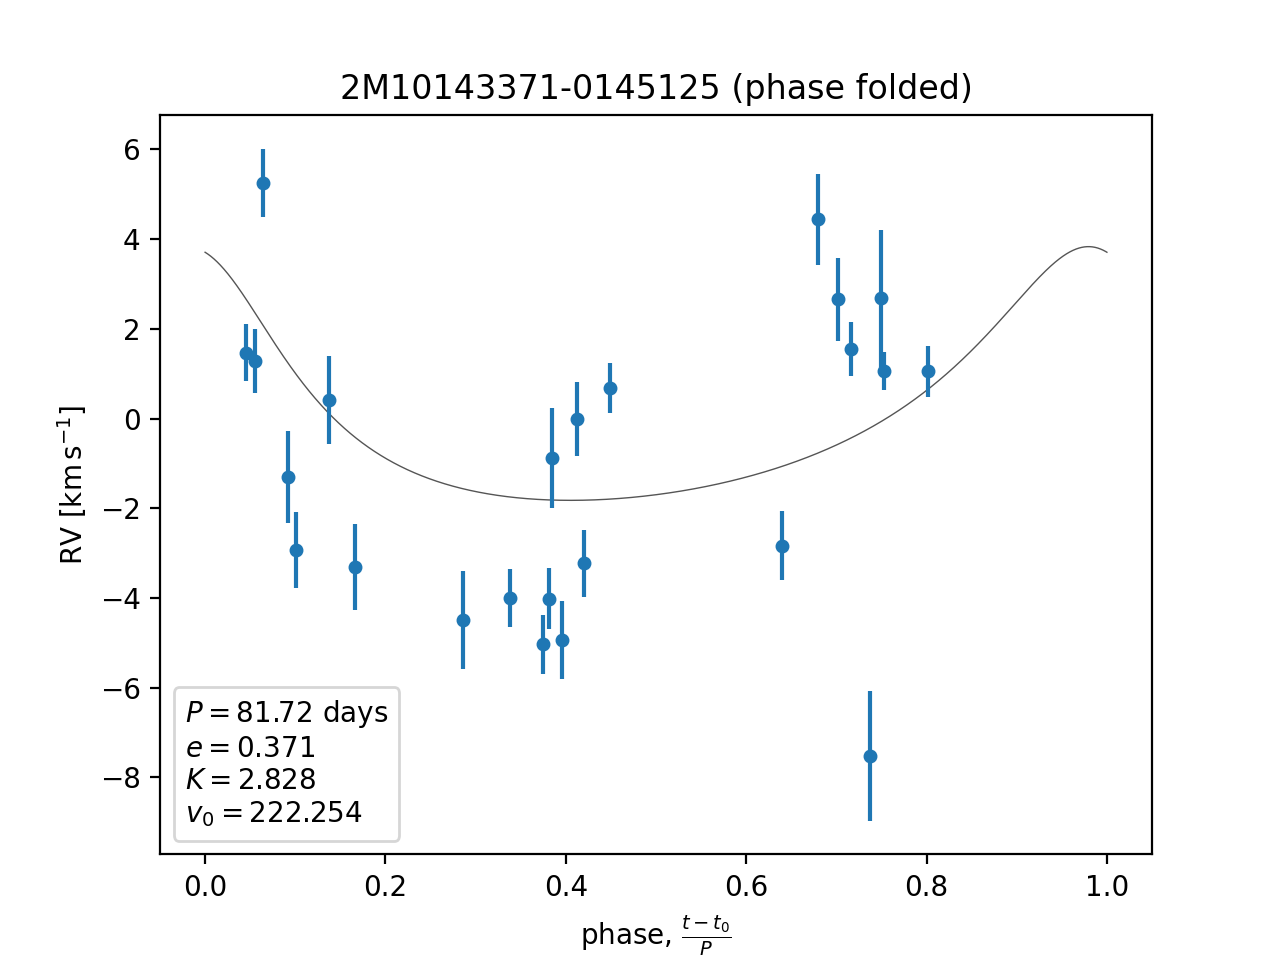 2M10143371-0145125 (phase folded)
6
4
2
0
−2
−4
−6
−8
RV [km s⁻¹]
P = 81.72 days
e = 0.371
K = 2.828
v₀ = 222.254
0.0 0.2 0.4 0.6 0.8 1.0
phase, (t − t₀)/P